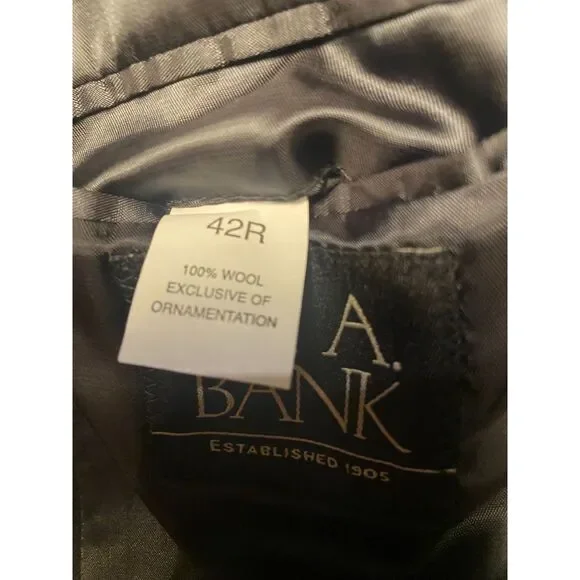 42R
100% WOOL
EXCLUSIVE OF
ORNAMENTATION
A.
BANK
ESTABLISHED 1905